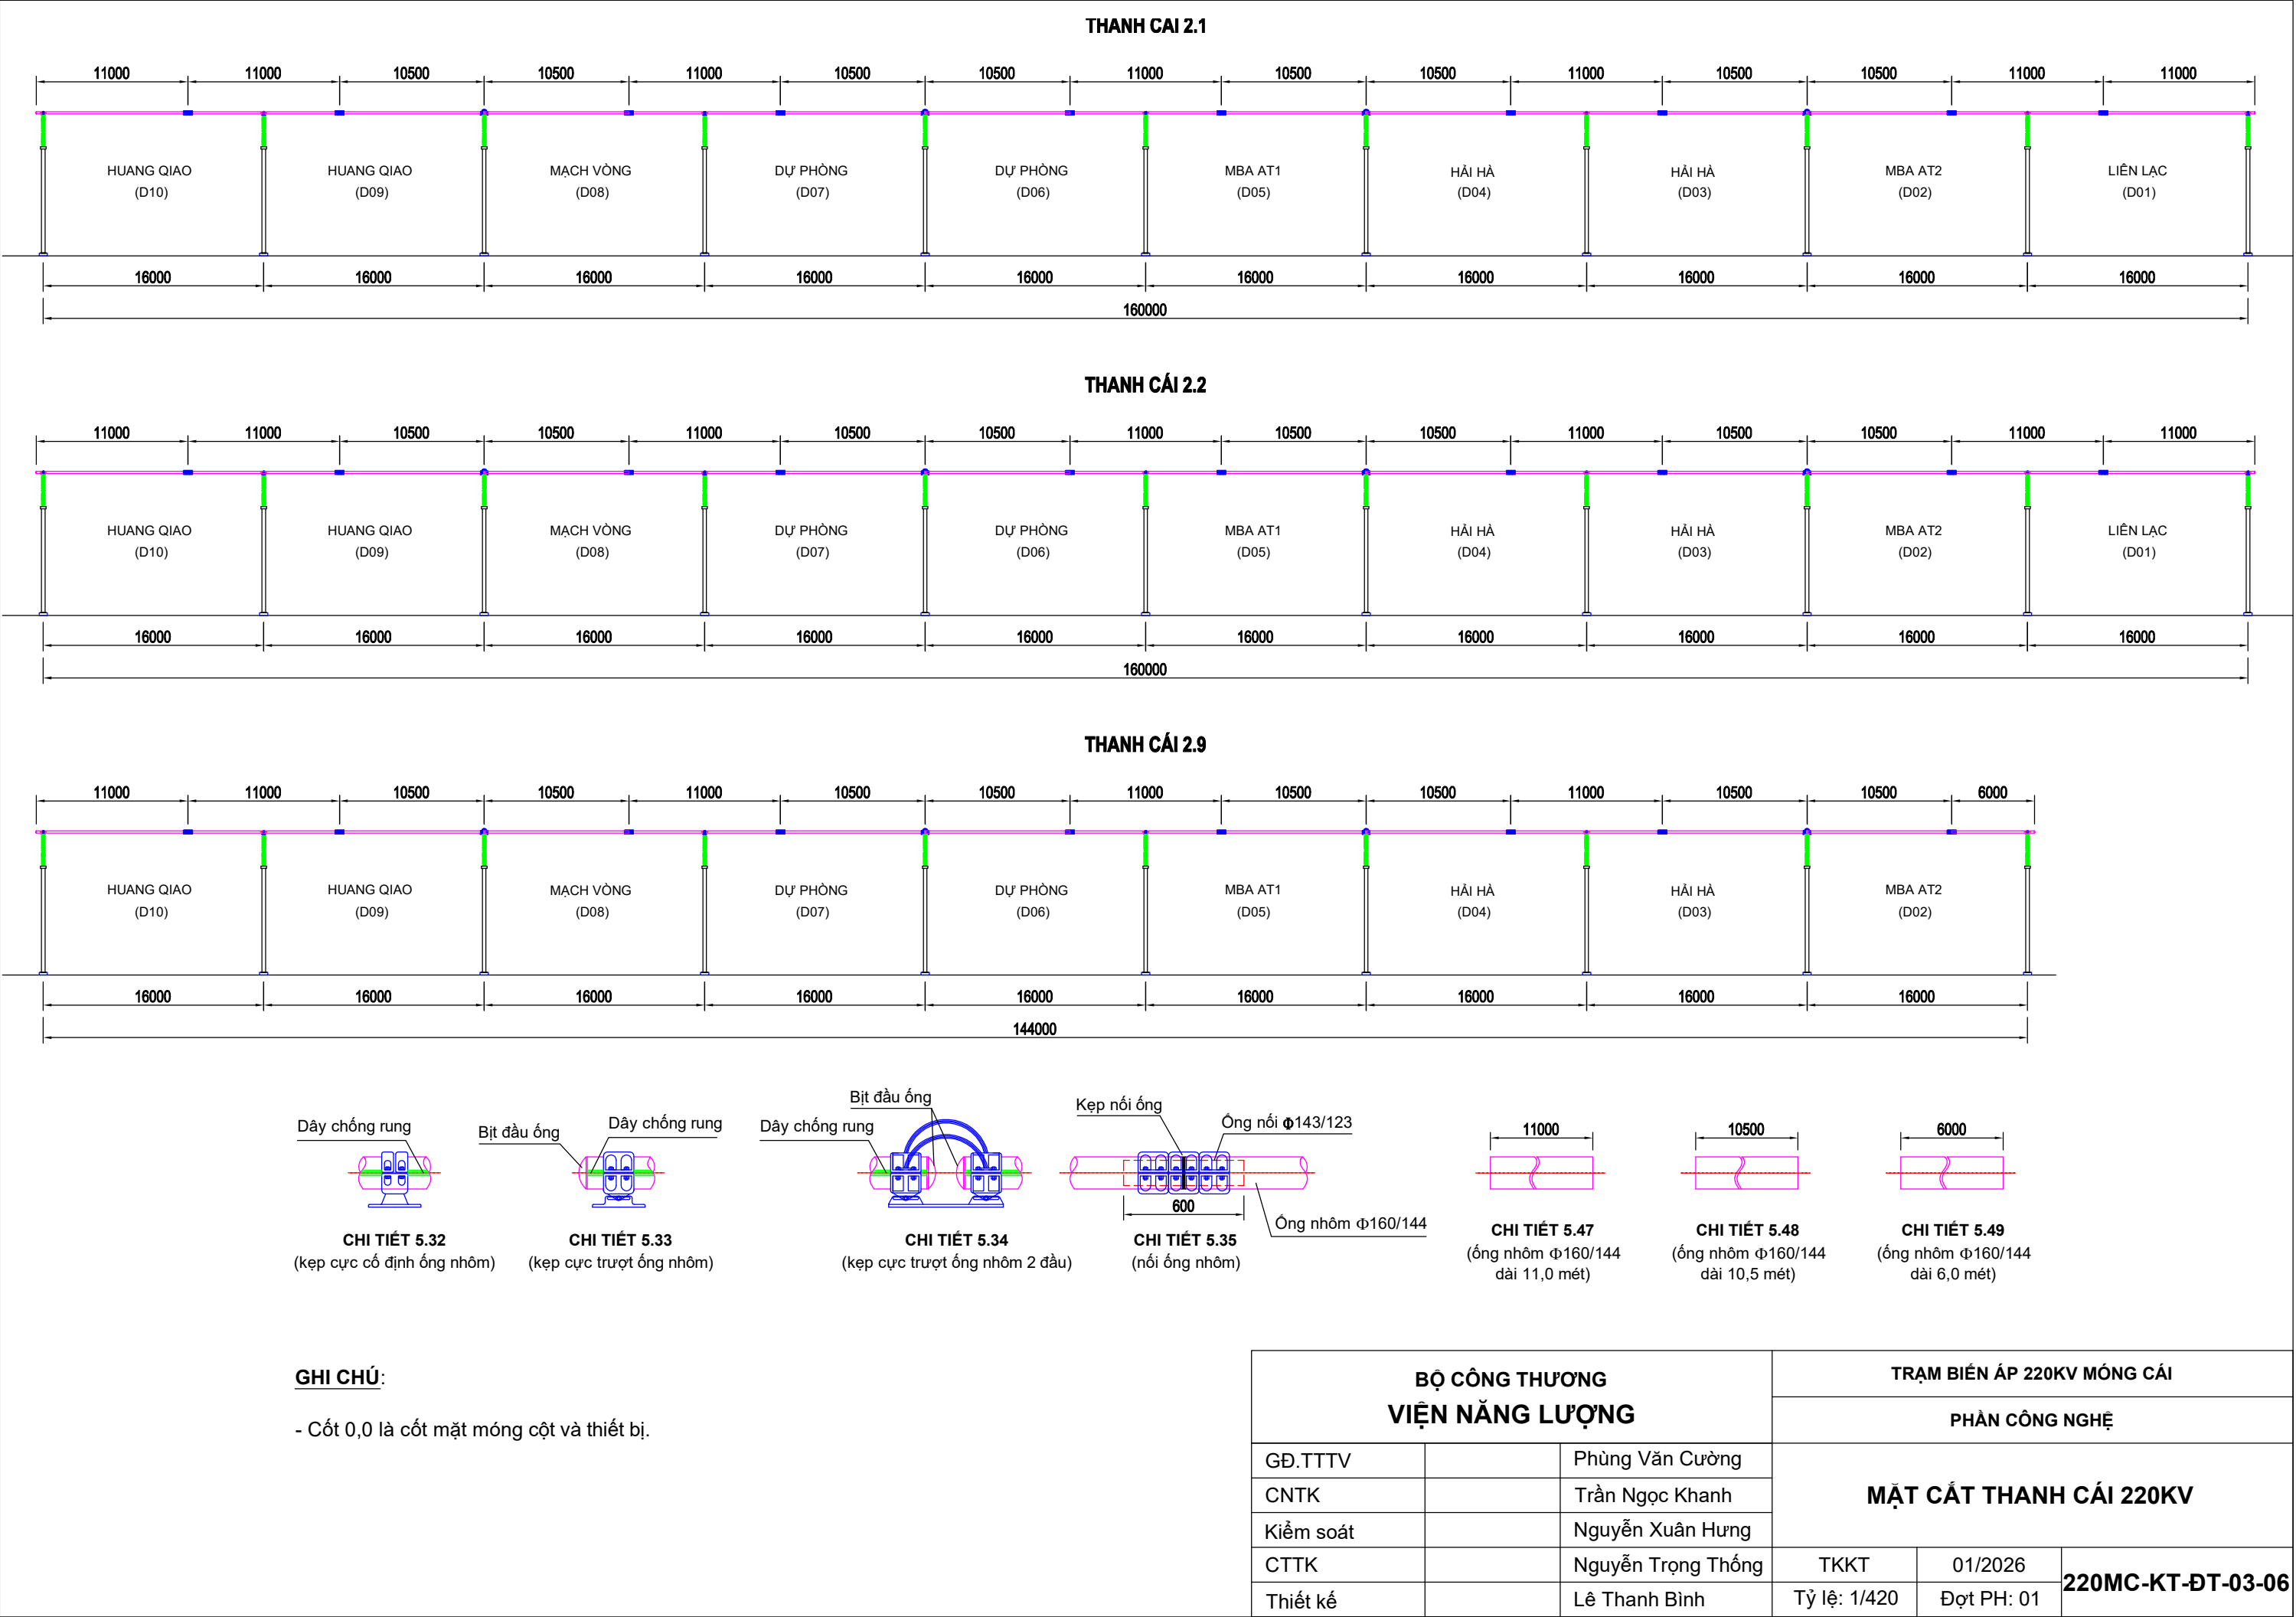 THANH CAI 2.1
11000 11000 10500 10500 11000 10500 10500 11000 10500 10500 11000 10500 10500 11000 11000
HUANG QIAO HUANG QIAO MẠCH VÒNG DỰ PHÒNG DỰ PHÒNG MBA AT1 HẢI HÀ HẢI HÀ MBA AT2 LIÊN LẠC
(D10) (D09) (D08) (D07) (D06) (D05) (D04) (D03) (D02) (D01)
16000 16000 16000 16000 16000 16000 16000 16000 16000 16000
160000
THANH CÁI 2.2
11000 11000 10500 10500 11000 10500 10500 11000 10500 10500 11000 10500 10500 11000 11000
HUANG QIAO HUANG QIAO MẠCH VÒNG DỰ PHÒNG DỰ PHÒNG MBA AT1 HẢI HÀ HẢI HÀ MBA AT2 LIÊN LẠC
(D10) (D09) (D08) (D07) (D06) (D05) (D04) (D03) (D02) (D01)
16000 16000 16000 16000 16000 16000 16000 16000 16000 16000
160000
THANH CÁI 2.9
11000 11000 10500 10500 11000 10500 10500 11000 10500 10500 11000 10500 10500 6000
HUANG QIAO HUANG QIAO MẠCH VÒNG DỰ PHÒNG DỰ PHÒNG MBA AT1 HẢI HÀ HẢI HÀ MBA AT2
(D10) (D09) (D08) (D07) (D06) (D05) (D04) (D03) (D02)
16000 16000 16000 16000 16000 16000 16000 16000 16000
144000
Dây chống rung
CHI TIẾT 5.32
(kẹp cực cố định ống nhôm)
Bịt đầu ống
Dây chống rung
CHI TIẾT 5.33
(kẹp cực trượt ống nhôm)
Bịt đầu ống
Dây chống rung
CHI TIẾT 5.34
(kẹp cực trượt ống nhôm 2 đầu)
Kẹp nối ống
Ống nối Φ143/123
600
Ống nhôm Φ160/144
CHI TIẾT 5.35
(nối ống nhôm)
11000
CHI TIẾT 5.47
(ống nhôm Φ160/144
dài 11,0 mét)
10500
CHI TIẾT 5.48
(ống nhôm Φ160/144
dài 10,5 mét)
6000
CHI TIẾT 5.49
(ống nhôm Φ160/144
dài 6,0 mét)
GHI CHÚ:
- Cốt 0,0 là cốt mặt móng cột và thiết bị.
BỘ CÔNG THƯƠNG
VIỆN NĂNG LƯỢNG
TRẠM BIẾN ÁP 220KV MÓNG CÁI
PHẦN CÔNG NGHỆ
GĐ.TTTV Phùng Văn Cường
CNTK Trần Ngọc Khanh
Kiểm soát Nguyễn Xuân Hưng
CTTK Nguyễn Trọng Thống
Thiết kế Lê Thanh Bình
MẶT CẮT THANH CÁI 220KV
TKKT 01/2026
Tỷ lệ: 1/420 Đợt PH: 01
220MC-KT-ĐT-03-06